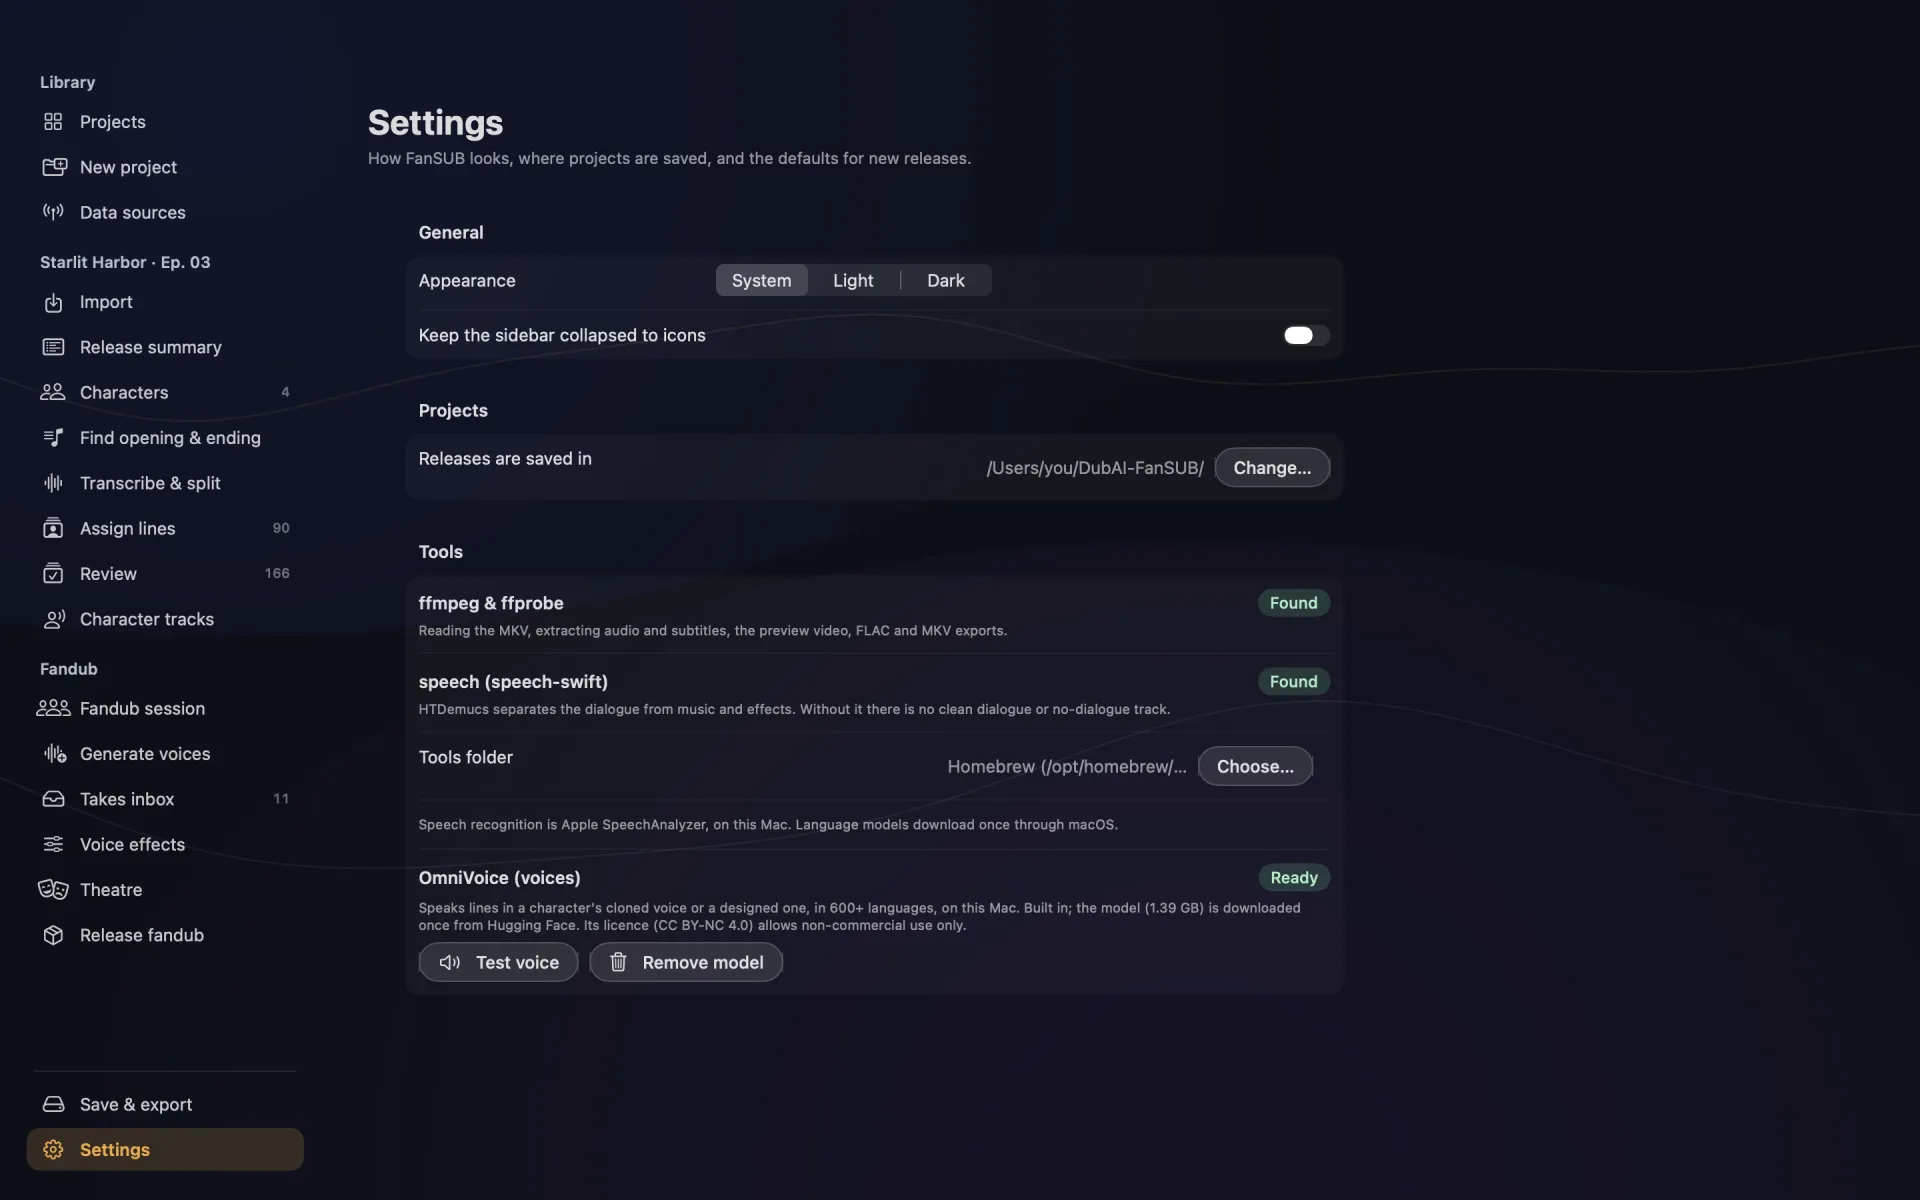 Library
Projects
New project
Data sources
Starlit Harbor · Ep. 03
Import
Release summary
Characters 4
Find opening & ending
Transcribe & split
Assign lines 90
Review 166
Character tracks
Fandub
Fandub session
Generate voices
Takes inbox 11
Voice effects
Theatre
Release fandub
Save & export
Settings
Settings
How FanSUB looks, where projects are saved, and the defaults for new releases.
General
Appearance System Light Dark
Keep the sidebar collapsed to icons
Projects
Releases are saved in /Users/you/DubAI-FanSUB/ Change...
Tools
ffmpeg & ffprobe Found
Reading the MKV, extracting audio and subtitles, the preview video, FLAC and MKV exports.
speech (speech-swift) Found
HTDemucs separates the dialogue from music and effects. Without it there is no clean dialogue or no-dialogue track.
Tools folder Homebrew (/opt/homebrew/... Choose...
Speech recognition is Apple SpeechAnalyzer, on this Mac. Language models download once through macOS.
OmniVoice (voices) Ready
Speaks lines in a character's cloned voice or a designed one, in 600+ languages, on this Mac. Built in; the model (1.39 GB) is downloaded
once from Hugging Face. Its licence (CC BY-NC 4.0) allows non-commercial use only.
Test voice Remove model